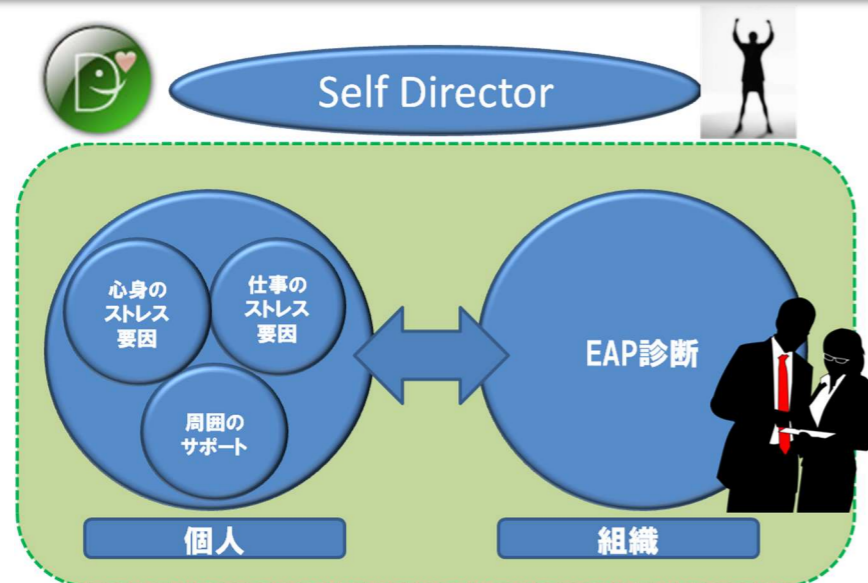 Self Director
心身の
ストレス
要因
仕事の
ストレス
要因
周囲の
サポート
EAP診断
個人
組織